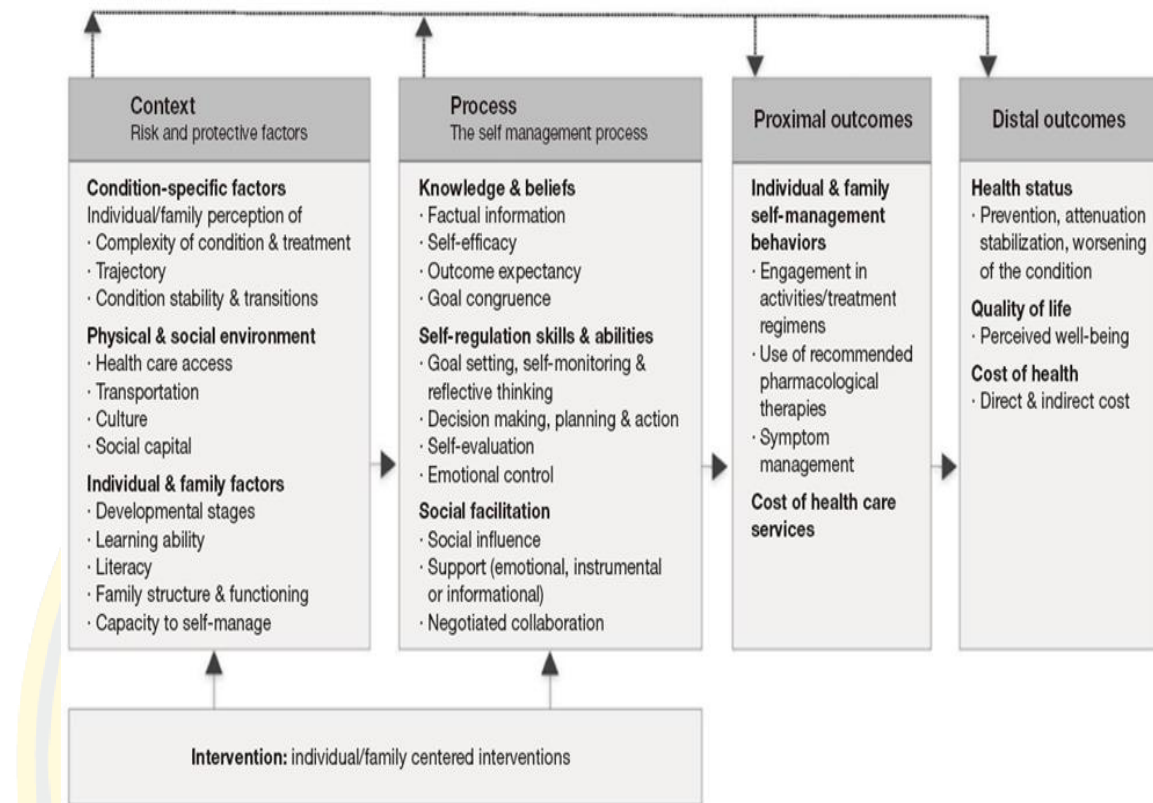 Context
Risk and protective factors
Condition-specific factors
Individual/family perception of
· Complexity of condition & treatment
· Trajectory
· Condition stability & transitions
Physical & social environment
· Health care access
· Transportation
· Culture
· Social capital
Individual & family factors
· Developmental stages
· Learning ability
· Literacy
· Family structure & functioning
· Capacity to self-manage
Process
The self management process
Knowledge & beliefs
· Factual information
· Self-efficacy
· Outcome expectancy
· Goal congruence
Self-regulation skills & abilities
· Goal setting, self-monitoring &
reflective thinking
· Decision making, planning & action
· Self-evaluation
· Emotional control
Social facilitation
· Social influence
· Support (emotional, instrumental
or informational)
· Negotiated collaboration
Proximal outcomes
Individual & family
self-management
behaviors
· Engagement in
activities/treatment
regimens
· Use of recommended
pharmacological
therapies
· Symptom
management
Cost of health care
services
Distal outcomes
Health status
· Prevention, attenuation
stabilization, worsening
of the condition
Quality of life
· Perceived well-being
Cost of health
· Direct & indirect cost
Intervention: individual/family centered interventions